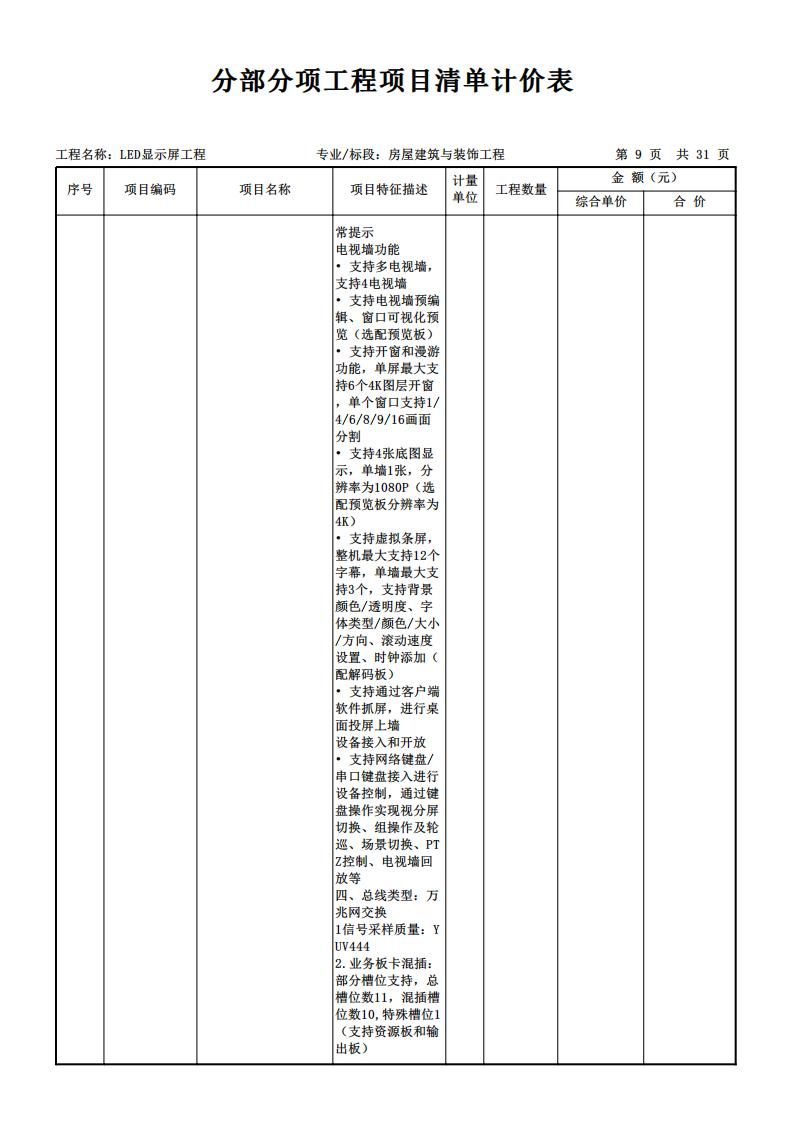 分部分项工程项目清单计价表
工程名称: LED显示屏工程 专业/标段: 房屋建筑与装饰工程 第 9 页 共 31 页
序号 项目编码 项目名称 项目特征描述 计量单位 工程数量 金 额（元）
综合单价 合 价
常提示
电视墙功能
• 支持多电视墙，
支持4电视墙
• 支持电视墙预编
辑、窗口可视化预
览（选配预览板）
• 支持开窗和漫游
功能，单屏最大支
持6个4K图层开窗
，单个窗口支持1/
4/6/8/9/16画面
分割
• 支持4张底图显
示，单墙1张，分
辨率为1080P（选
配预览板分辨率为
4K）
• 支持虚拟条屏，
整机最大支持12个
字幕，单墙最大支
持3个，支持背景
颜色/透明度、字
体类型/颜色/大小
/方向、滚动速度
设置、时钟添加（
配解码板）
• 支持通过客户端
软件抓屏，进行桌
面投屏上墙
设备接入和开放
• 支持网络键盘/
串口键盘接入进行
设备控制，通过键
盘操作实现视分屏
切换、组操作及轮
巡、场景切换、PT
Z控制、电视墙回
放等
四、总线类型：万
兆网交换
1信号采样质量：Y
UV444
2.业务板卡混插：
部分槽位支持，总
槽位数11，混插槽
位数10,特殊槽位1
（支持资源板和输
出板）